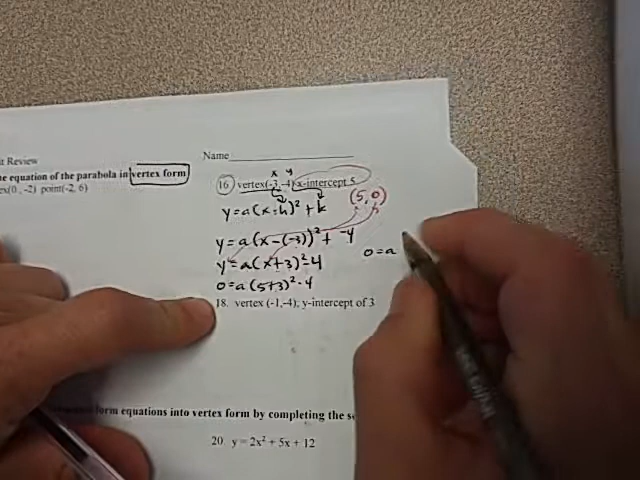 it Review
Name
e equation of the parabola in vertex form
ex(0, -2) point(-2, 6)
x y
16 vertex(-3,-4) x-intercept 5
(5, 0)
y=a(x-h)²+k
y=a(x-(-3))²+ -4
y=a(x+3)²-4
0=a
0=a(5+3)²-4
18. vertex (-1,-4); y-intercept of 3
form equations into vertex form by completing the s
20. y = 2x² + 5x + 12